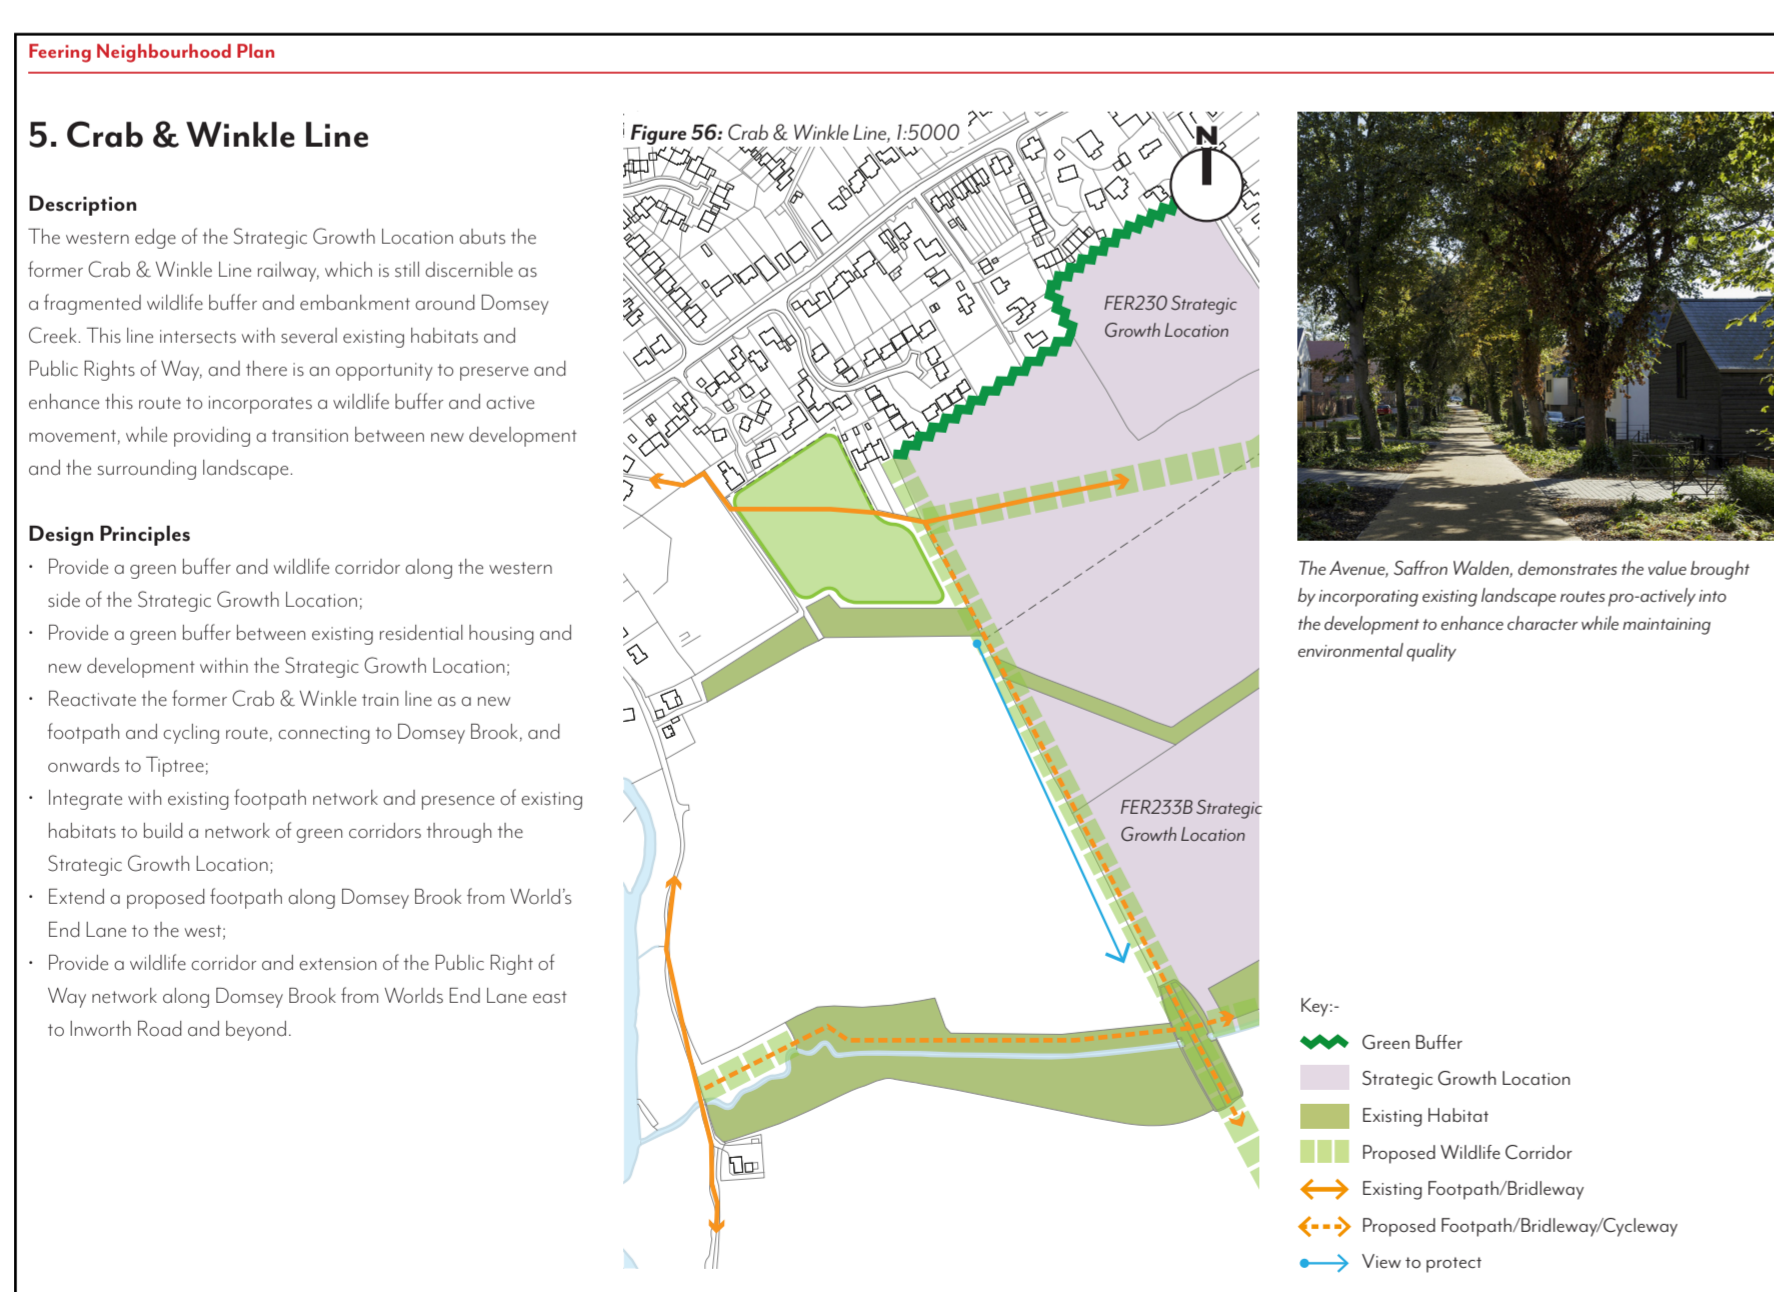 Feering Neighbourhood Plan
5. Crab & Winkle Line
Description
The western edge of the Strategic Growth Location abuts the
former Crab & Winkle Line railway, which is still discernible as
a fragmented wildlife buffer and embankment around Domsey
Creek. This line intersects with several existing habitats and
Public Rights of Way, and there is an opportunity to preserve and
enhance this route to incorporates a wildlife buffer and active
movement, while providing a transition between new development
and the surrounding landscape.
Design Principles
· Provide a green buffer and wildlife corridor along the western
side of the Strategic Growth Location;
· Provide a green buffer between existing residential housing and
new development within the Strategic Growth Location;
· Reactivate the former Crab & Winkle train line as a new
footpath and cycling route, connecting to Domsey Brook, and
onwards to Tiptree;
· Integrate with existing footpath network and presence of existing
habitats to build a network of green corridors through the
Strategic Growth Location;
· Extend a proposed footpath along Domsey Brook from World's
End Lane to the west;
· Provide a wildlife corridor and extension of the Public Right of
Way network along Domsey Brook from Worlds End Lane east
to Inworth Road and beyond.
Figure 56: Crab & Winkle Line, 1:5000
N
FER230 Strategic
Growth Location
FER233B Strategic
Growth Location
The Avenue, Saffron Walden, demonstrates the value brought
by incorporating existing landscape routes pro-actively into
the development to enhance character while maintaining
environmental quality
Key:-
Green Buffer
Strategic Growth Location
Existing Habitat
Proposed Wildlife Corridor
Existing Footpath/Bridleway
Proposed Footpath/Bridleway/Cycleway
View to protect